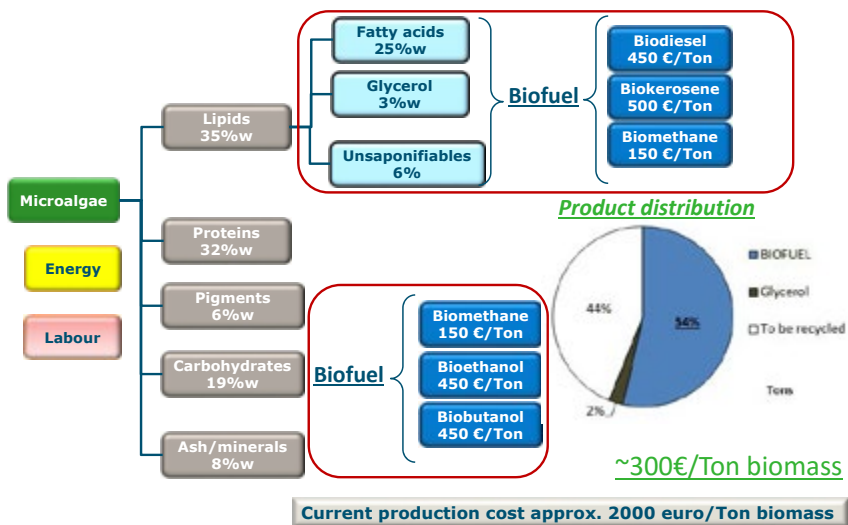 Fatty acids
25%w
Glycerol
3%w
Unsaponifiables
6%
Biofuel
Biodiesel
450 €/Ton
Biokerosene
500 €/Ton
Biomethane
150 €/Ton
Lipids
35%w
Microalgae
Energy
Labour
Proteins
32%w
Pigments
6%w
Carbohydrates
19%w
Ash/minerals
8%w
Biofuel
Biomethane
150 €/Ton
Bioethanol
450 €/Ton
Biobutanol
450 €/Ton
Product distribution
44%
54%
2%
BIOFUEL
Glycerol
To be recycled
Tons
~300€/Ton biomass
Current production cost approx. 2000 euro/Ton biomass